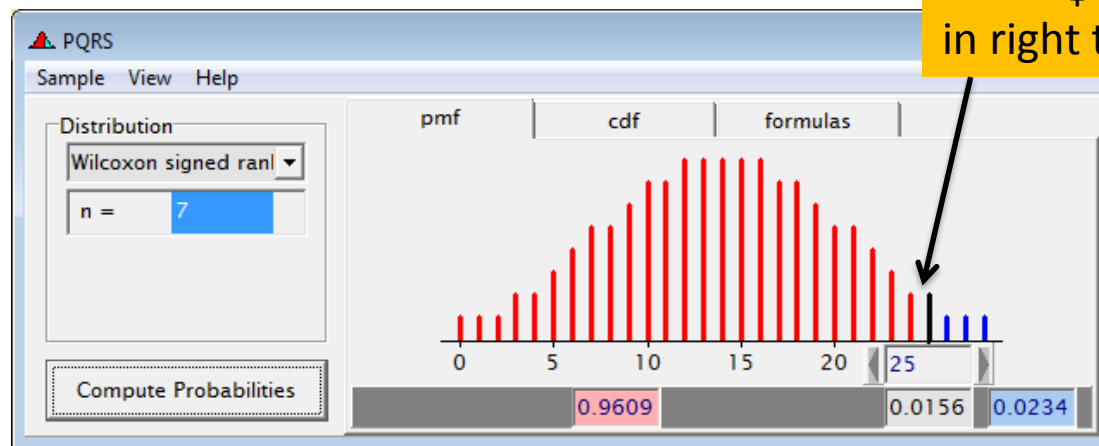 in right
PQRS
Sample View Help
Distribution
Wilcoxon signed
n = 7
Compute Probabilities
pmf cdf formulas
0 5 10 15 20 25
0.9609 0.0156 0.0234